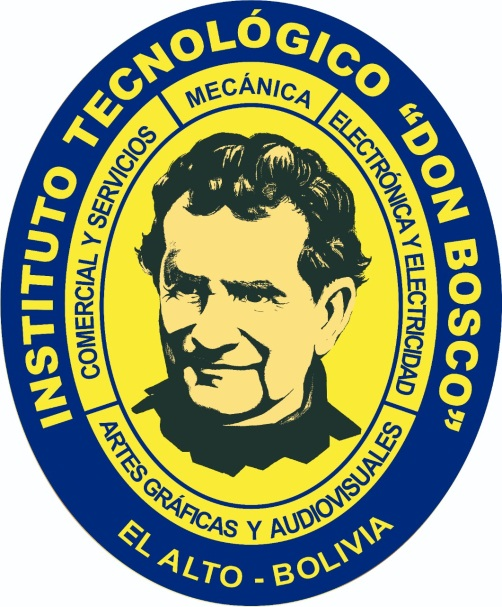 INSTITUTO TECNOLÓGICO “DON BOSCO”
COMERCIAL Y SERVICIOS
MECÁNICA
ELECTRÓNICA Y ELECTRICIDAD
ARTES GRÁFICAS Y AUDIOVISUALES
EL ALTO - BOLIVIA